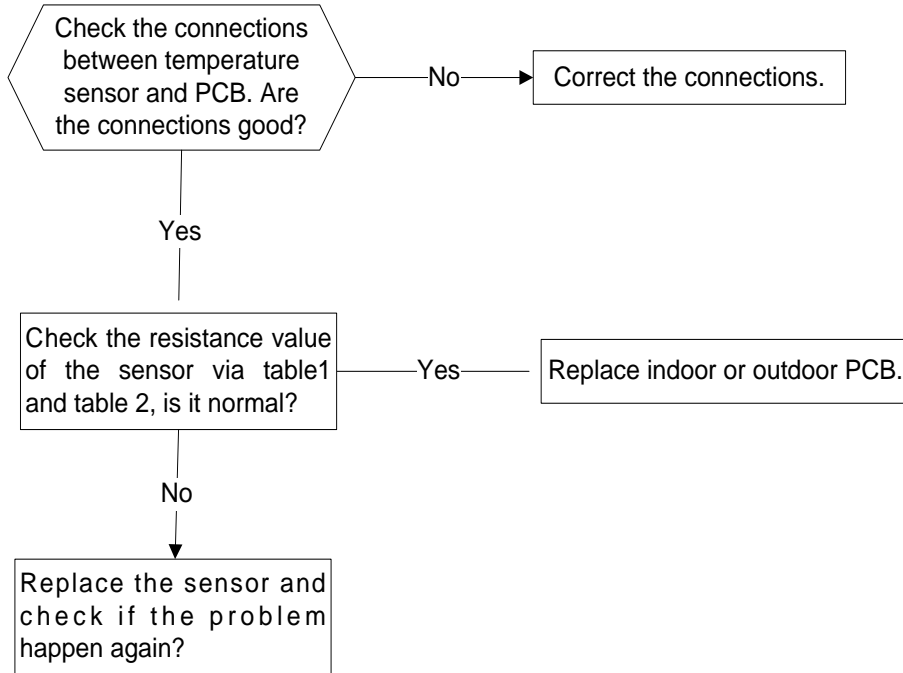 Check the connections
between temperature
sensor and PCB. Are
the connections good?
No
Correct the connections.
Yes
Check the resistance value
of the sensor via table1
and table 2, is it normal?
Yes
Replace indoor or outdoor PCB.
No
Replace the sensor and
check if the problem
happen again?